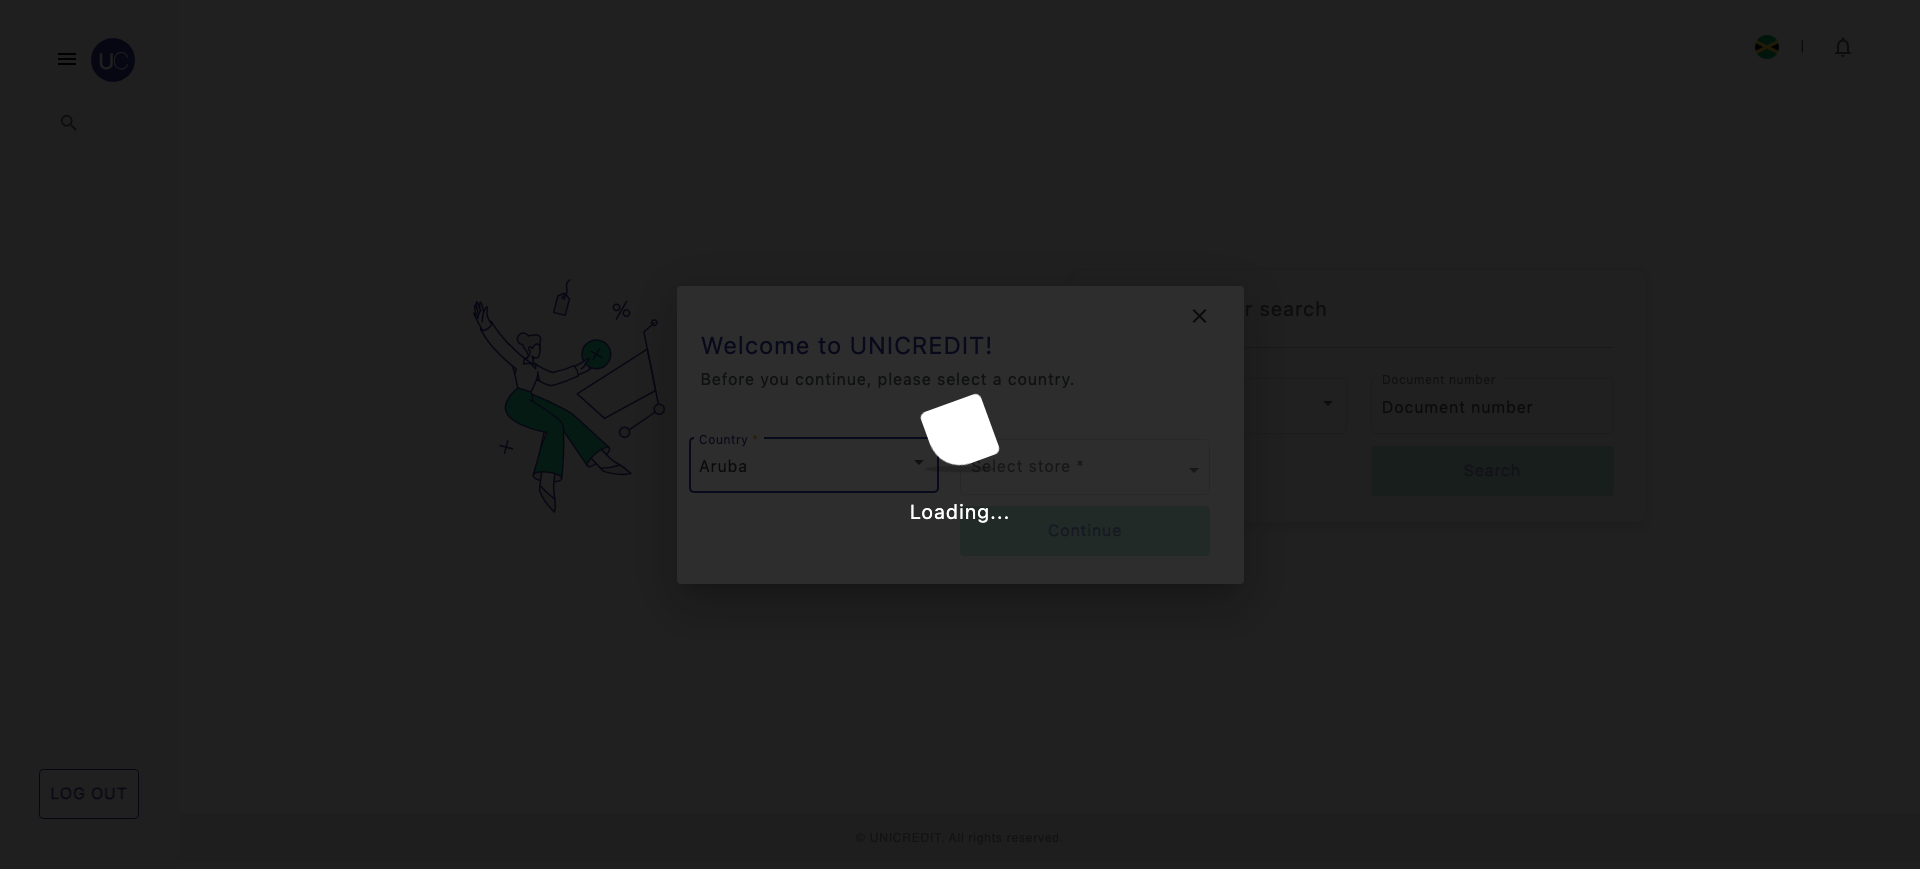 UC
%
Welcome to UNICREDIT!
Before you continue, please select a country.
Country *
Aruba
Select store *
Loading...
Continue
r search
Document number
Document number
Search
LOG OUT
© UNICREDIT. All rights reserved.